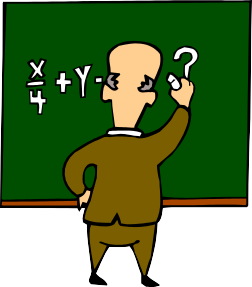 x/4 + y - ?